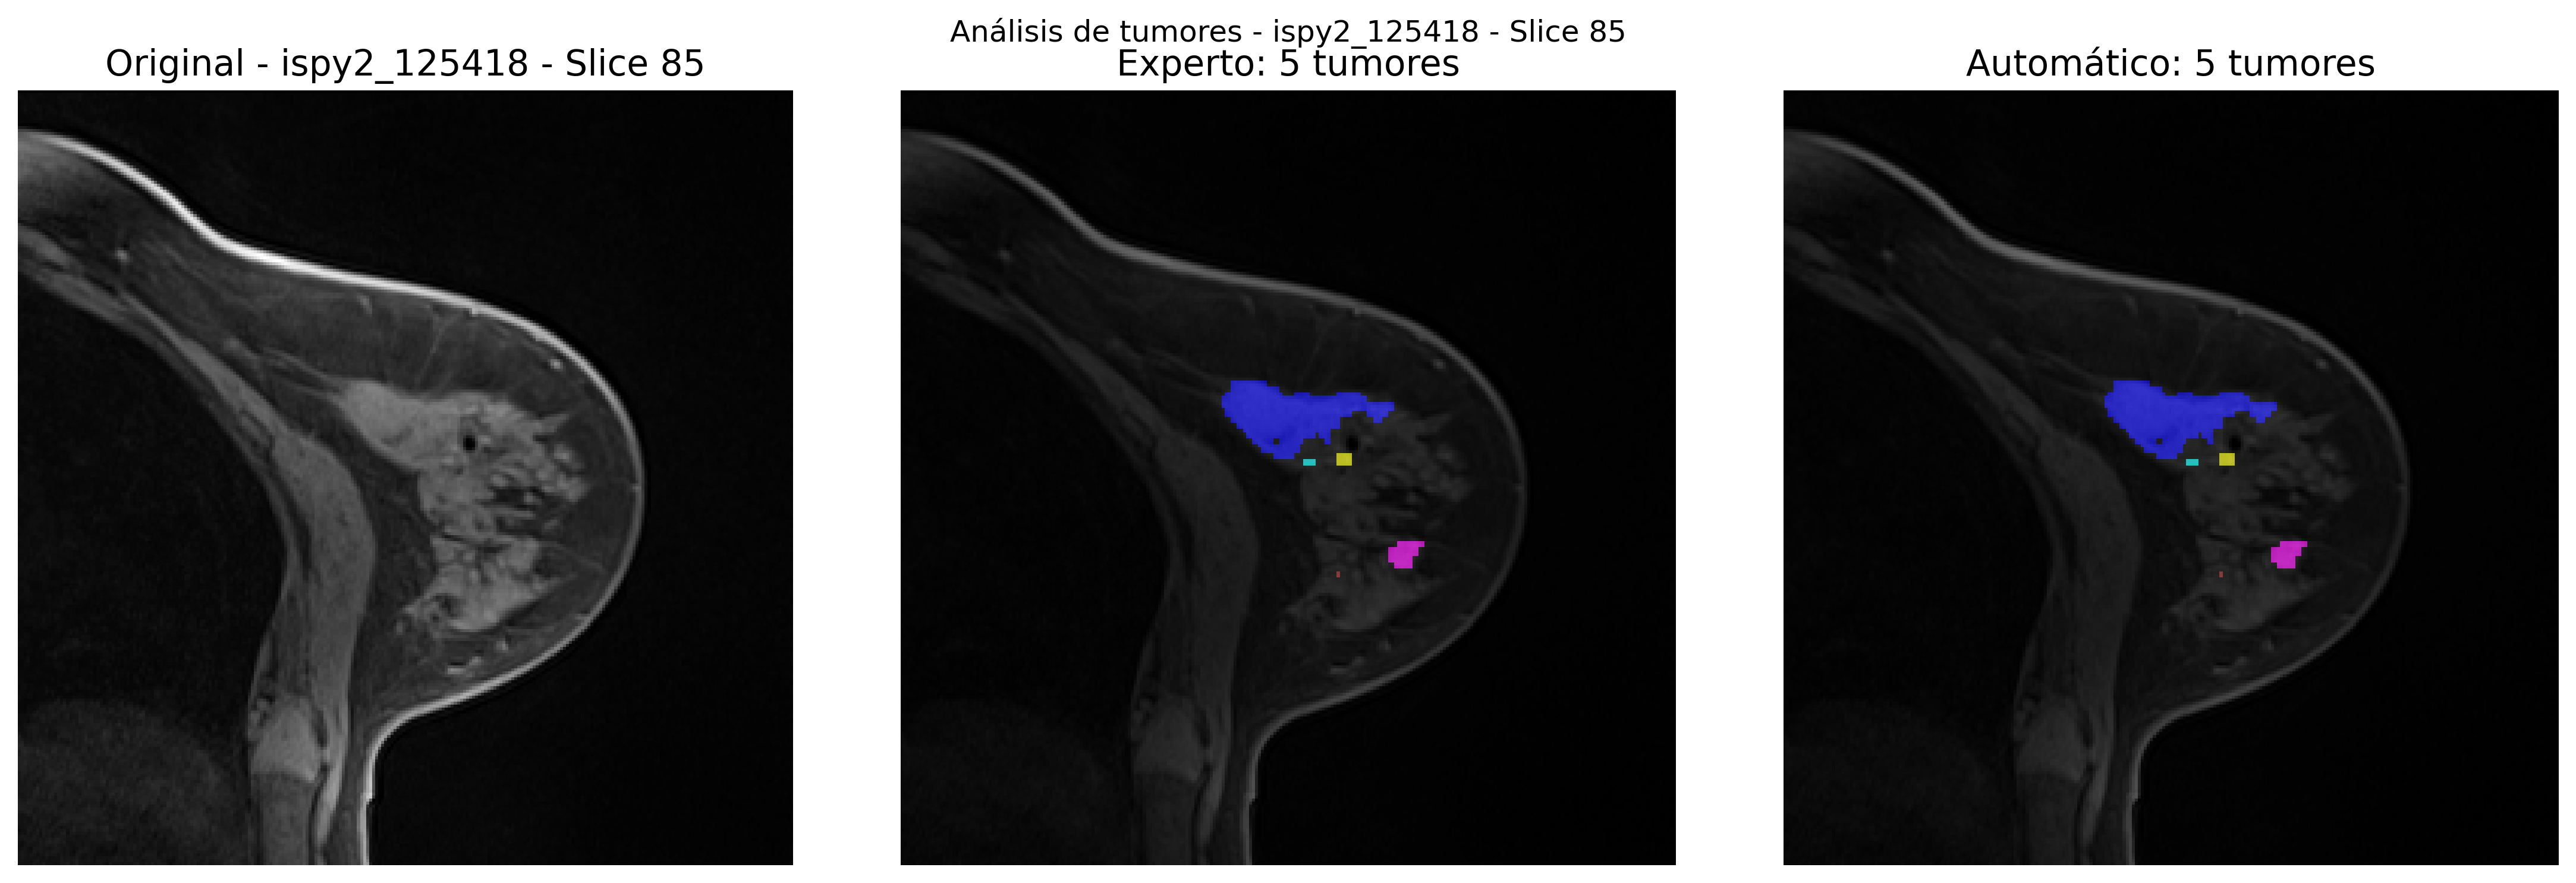 Análisis de tumores - ispy2_125418 - Slice 85
Original - ispy2_125418 - Slice 85
Experto: 5 tumores
Automático: 5 tumores